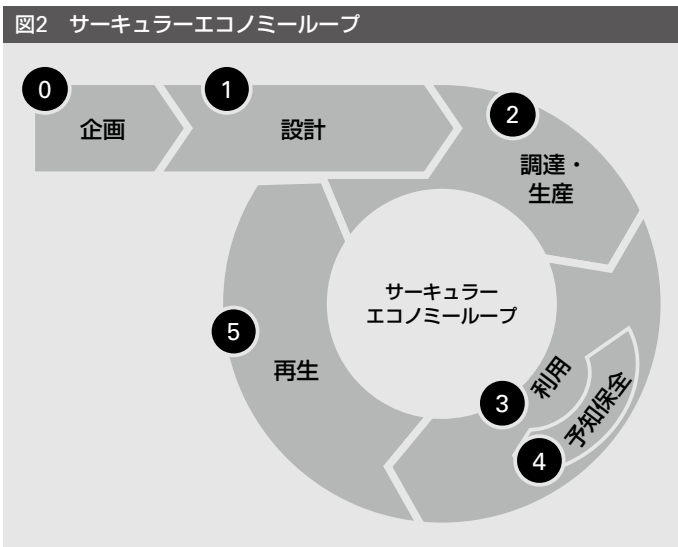 図2 サーキュラーエコノミーループ
0
企画
1
設計
2
調達・
生産
サーキュラー
エコノミーループ
3
利用
4
予知保全
5
再生